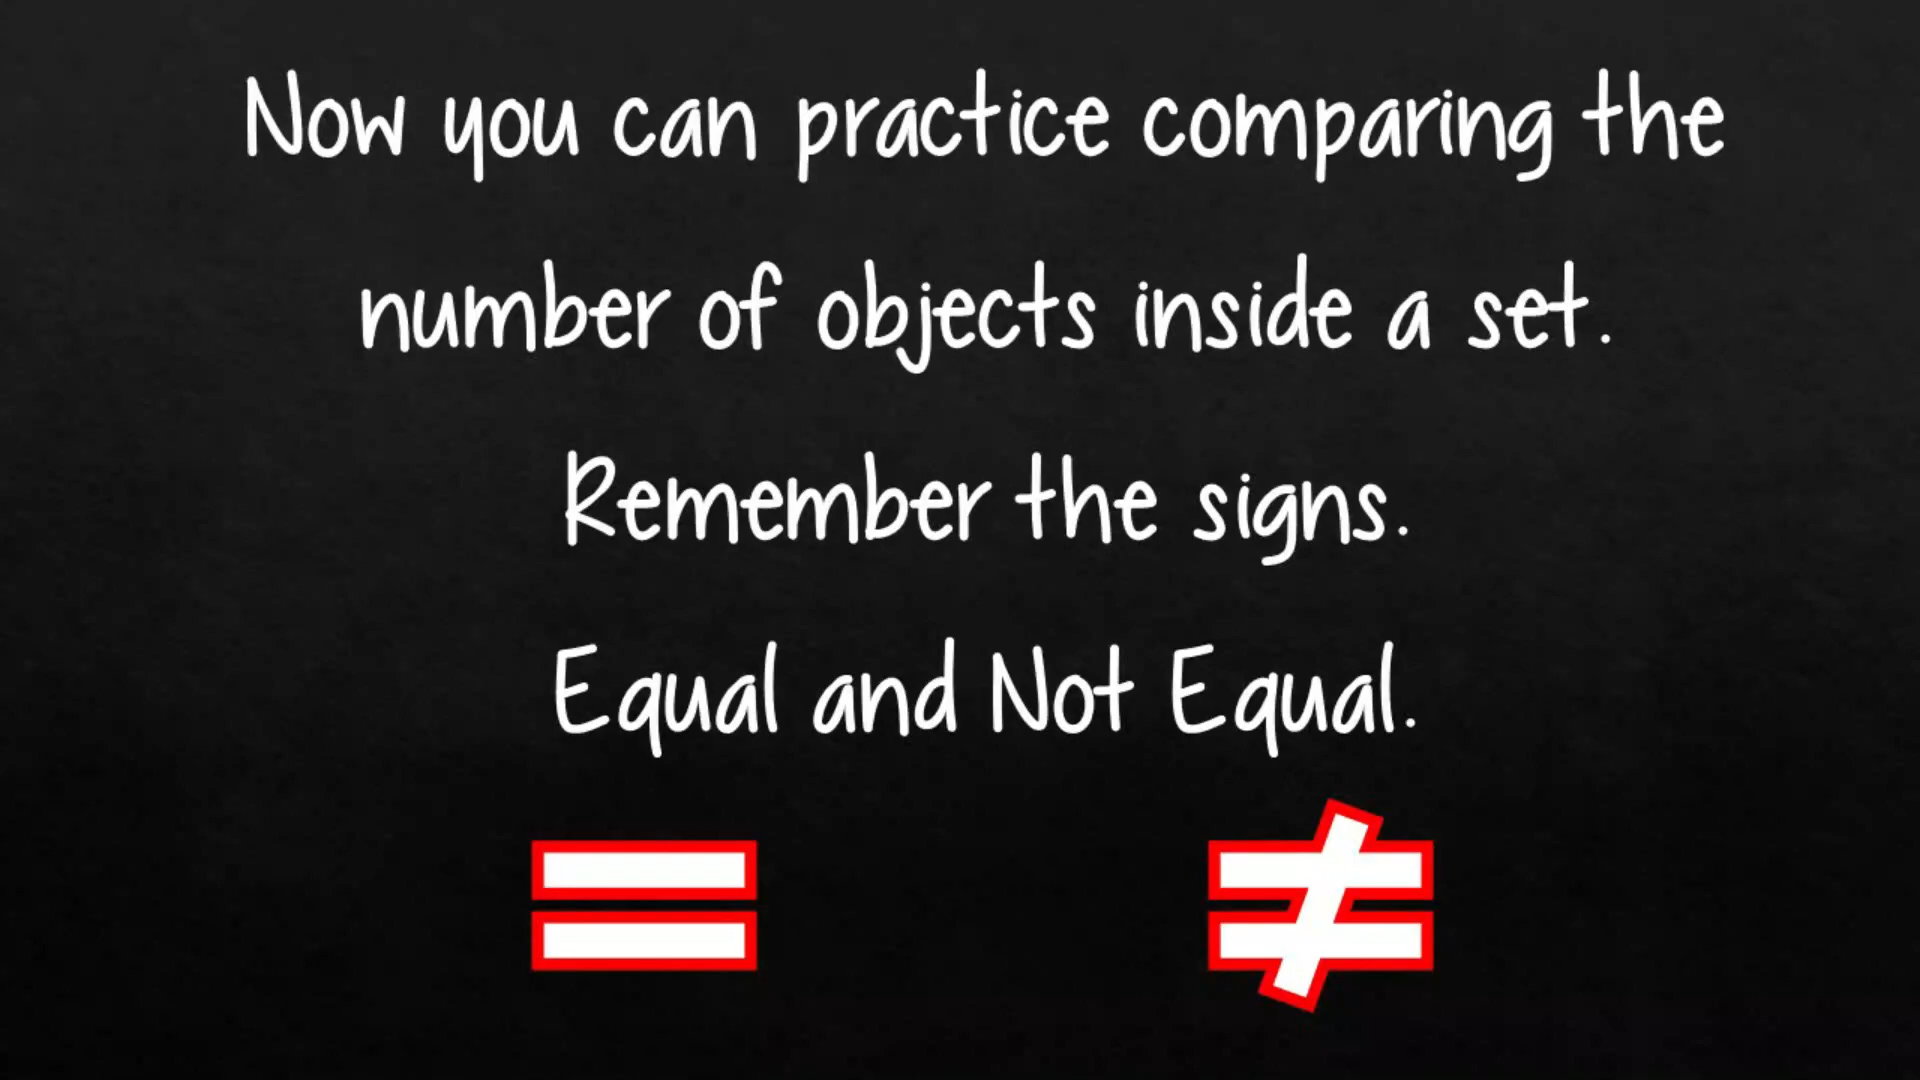 Now you can practice comparing the
number of objects inside a set.
Remember the signs.
Equal and Not Equal.
= ≠